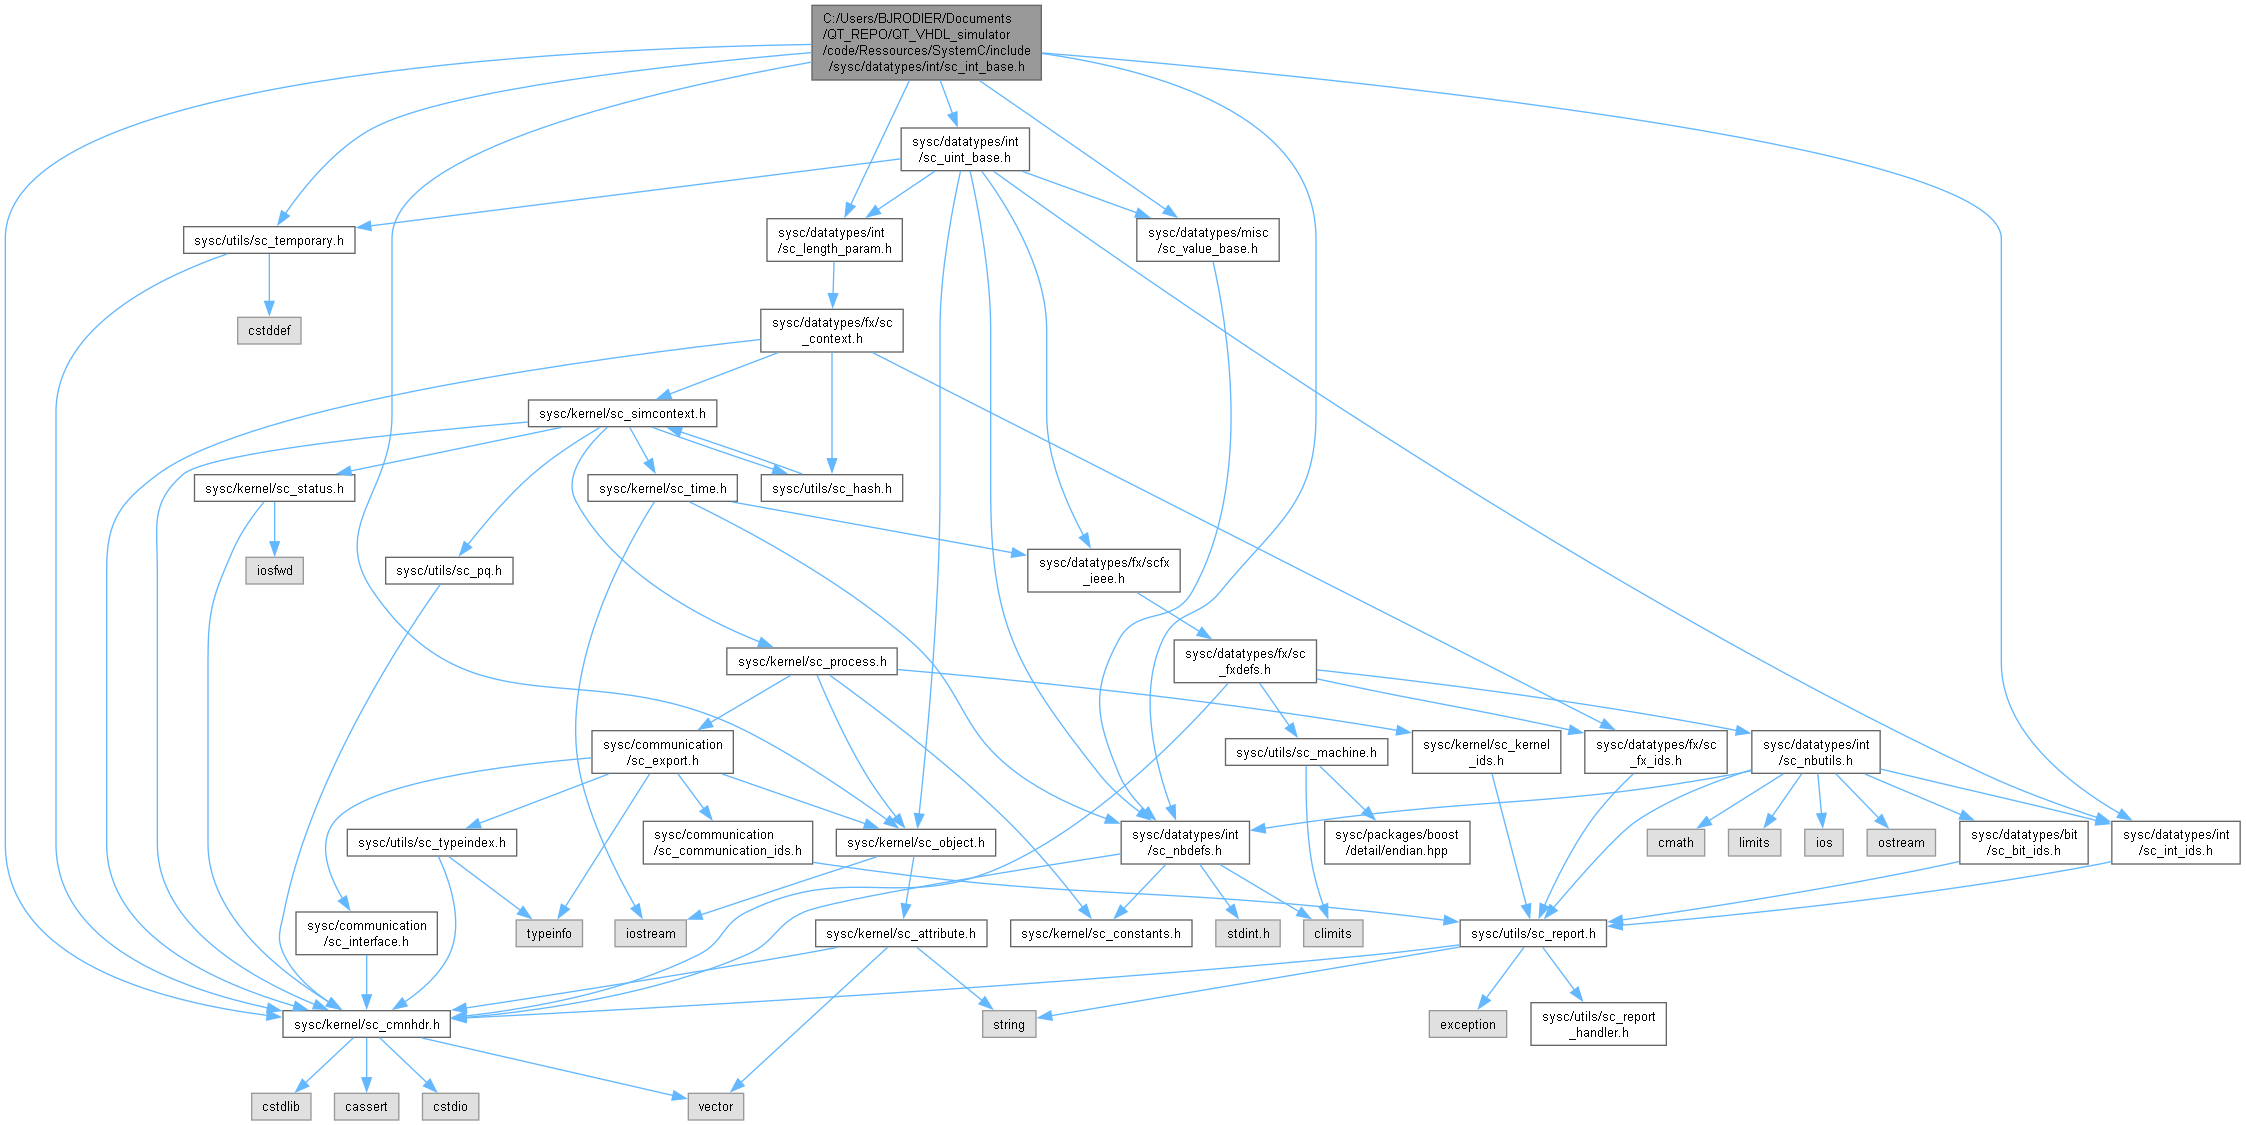 C:/Users/BJRODIER/Documents
/QT_REPO/QT_VHDL_simulator
/code/Ressources/SystemC/include
/sysc/datatypes/int/sc_int_base.h
sysc/datatypes/int
/sc_uint_base.h
sysc/utils/sc_temporary.h
sysc/datatypes/int
/sc_length_param.h
sysc/datatypes/misc
/sc_value_base.h
cstddef
sysc/datatypes/fx/sc
_context.h
sysc/kernel/sc_simcontext.h
sysc/kernel/sc_status.h
sysc/kernel/sc_time.h
sysc/utils/sc_hash.h
iosfwd
sysc/utils/sc_pq.h
sysc/datatypes/fx/scfx
_ieee.h
sysc/kernel/sc_process.h
sysc/datatypes/fx/sc
_fxdefs.h
sysc/communication
/sc_export.h
sysc/utils/sc_machine.h
sysc/kernel/sc_kernel
_ids.h
sysc/datatypes/fx/sc
_fx_ids.h
sysc/datatypes/int
/sc_nbutils.h
sysc/utils/sc_typeindex.h
sysc/communication
/sc_communication_ids.h
sysc/kernel/sc_object.h
sysc/datatypes/int
/sc_nbdefs.h
sysc/packages/boost
/detail/endian.hpp
cmath
limits
ios
ostream
sysc/datatypes/bit
/sc_bit_ids.h
sysc/datatypes/int
/sc_int_ids.h
sysc/communication
/sc_interface.h
typeinfo
iostream
sysc/kernel/sc_attribute.h
sysc/kernel/sc_constants.h
stdint.h
climits
sysc/utils/sc_report.h
sysc/kernel/sc_cmnhdr.h
string
exception
sysc/utils/sc_report
_handler.h
cstdlib
cassert
cstdio
vector